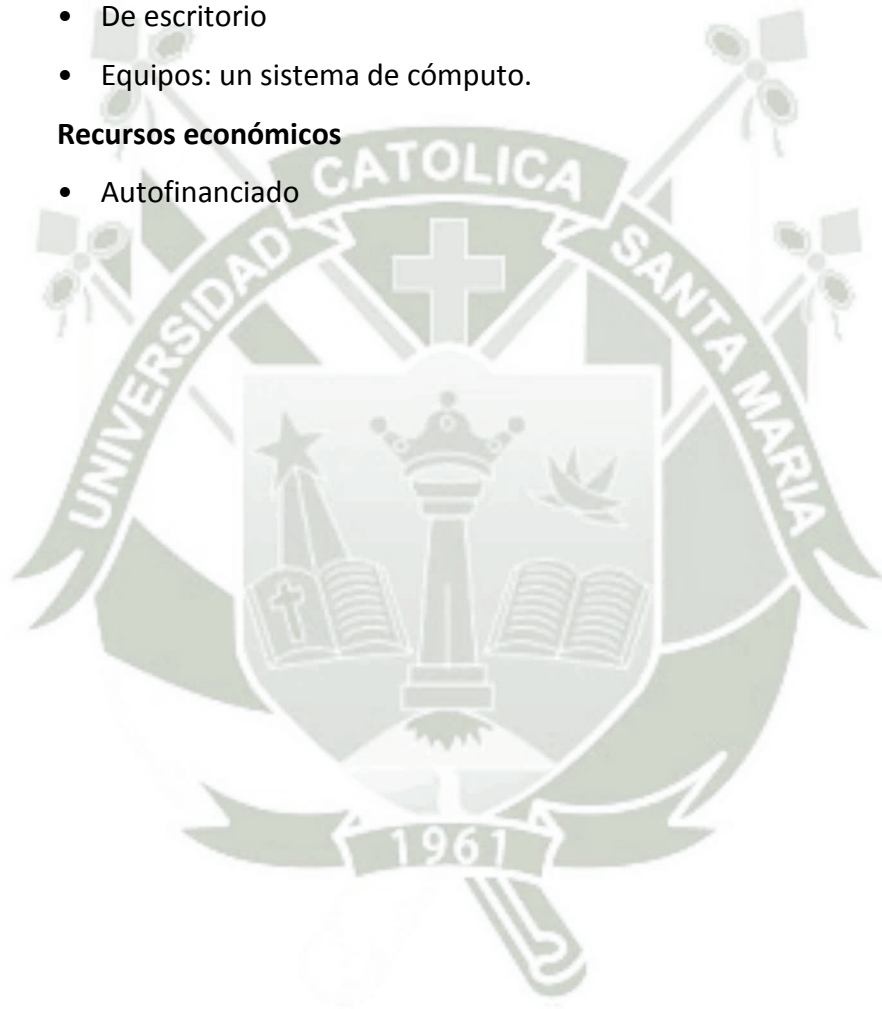 • De escritorio
• Equipos: un sistema de cómputo.
Recursos económicos
• Autofinanciado
UNIVERSIDAD CATOLICA SANTA MARIA
1961